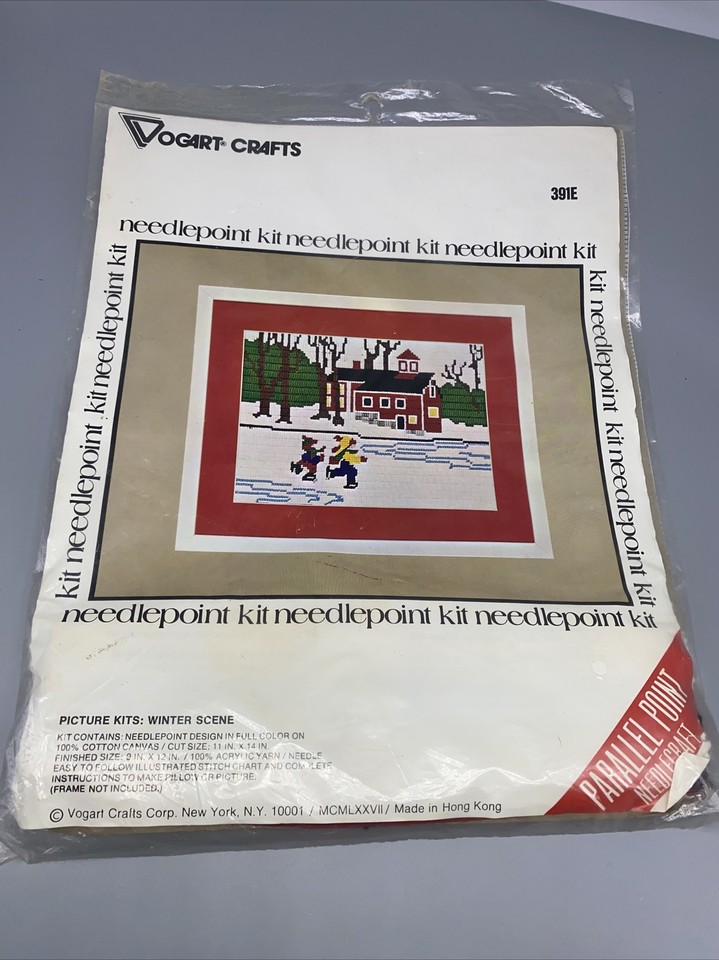 VOGART® CRAFTS
391E
needlepoint kit needlepoint kit needlepoint kit
kit needlepoint kit needlepoint kit
kit needlepoint kit needlepoint kit
needlepoint kit needlepoint kit needlepoint kit
PICTURE KITS: WINTER SCENE
KIT CONTAINS: NEEDLEPOINT DESIGN IN FULL COLOR ON
100% COTTON CANVAS / CUT SIZE: 11 IN. X 14 IN.
FINISHED SIZE: 9 IN. X 12 IN. / 100% ACRYLIC YARN / NEEDLE
EASY TO FOLLOW ILLUSTRATED STITCH CHART AND COMPLETE
INSTRUCTIONS TO MAKE PILLOW OR PICTURE.
(FRAME NOT INCLUDED.)
© Vogart Crafts Corp. New York, N.Y. 10001 / MCMLXXVII / Made in Hong Kong
PARALLEL POINT
NEEDLECRAFT